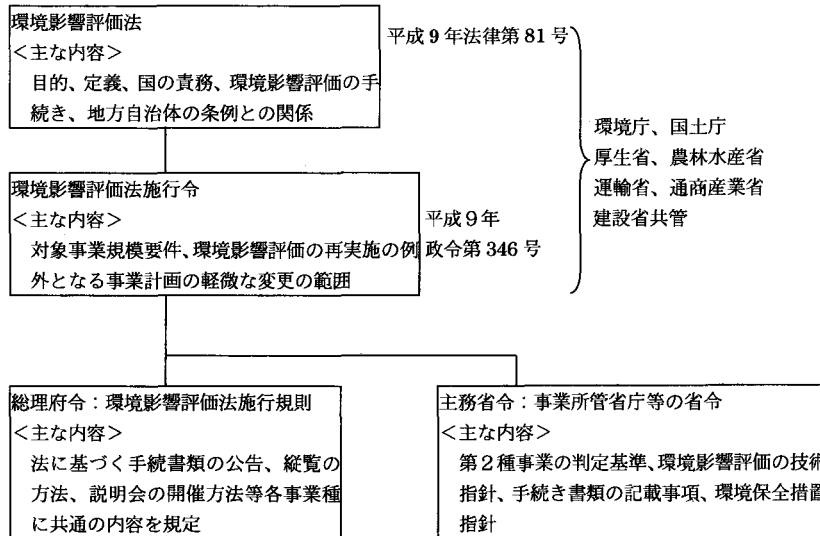 環境影響評価法
平成9年法律第81号
<主な内容>
目的、定義、国の責務、環境影響評価の手
続き、地方自治体の条例との関係
環境庁、国土庁
厚生省、農林水産省
運輸省、通商産業省
建設省共管
環境影響評価法施行令
<主な内容>
平成9年
対象事業規模要件、環境影響評価の再実施の例
政令第346号
外となる事業計画の軽微な変更の範囲
総理府令：環境影響評価法施行規則
<主な内容>
法に基づく手続書類の公告、縦覧の
方法、説明会の開催方法等各事業種
に共通の内容を規定
主務省令：事業所管省庁等の省令
<主な内容>
第2種事業の判定基準、環境影響評価の技術
指針、手続き書類の記載事項、環境保全措置
指針